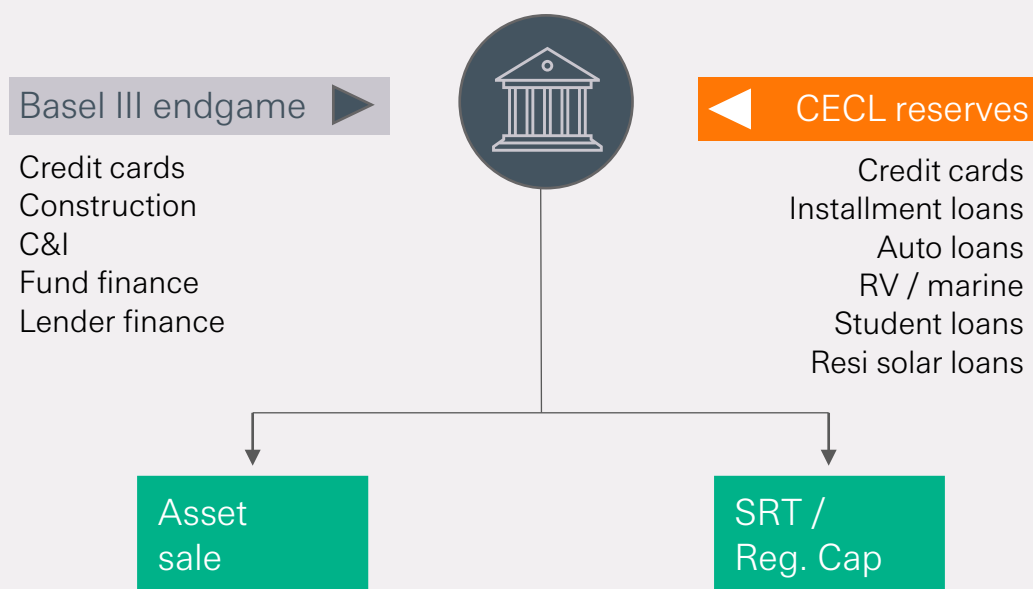 Basel III endgame
Credit cards
Construction
C&I
Fund finance
Lender finance
CECL reserves
Credit cards
Installment loans
Auto loans
RV / marine
Student loans
Resi solar loans
Asset
sale
SRT /
Reg. Cap